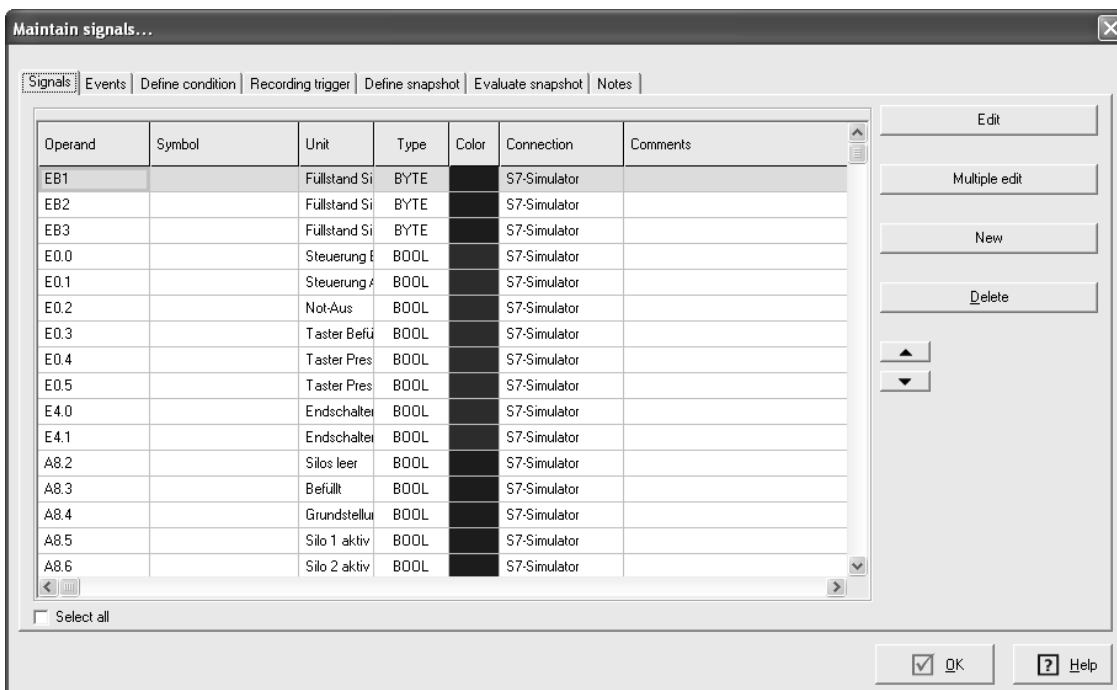 Maintain signals...
Signals Events Define condition Recording trigger Define snapshot Evaluate snapshot Notes
Operand Symbol Unit Type Color Connection Comments
EB1 Füllstand Si BYTE S7-Simulator
EB2 Füllstand Si BYTE S7-Simulator
EB3 Füllstand Si BYTE S7-Simulator
E0.0 Steuerung E BOOL S7-Simulator
E0.1 Steuerung A BOOL S7-Simulator
E0.2 Not-Aus BOOL S7-Simulator
E0.3 Taster Befü BOOL S7-Simulator
E0.4 Taster Pres BOOL S7-Simulator
E0.5 Taster Pres BOOL S7-Simulator
E4.0 Endschalter BOOL S7-Simulator
E4.1 Endschalter BOOL S7-Simulator
A8.2 Silos leer BOOL S7-Simulator
A8.3 Befüllt BOOL S7-Simulator
A8.4 Grundstellu BOOL S7-Simulator
A8.5 Silo 1 aktiv BOOL S7-Simulator
A8.6 Silo 2 aktiv BOOL S7-Simulator
Select all
Edit
Multiple edit
New
Delete
OK
Help